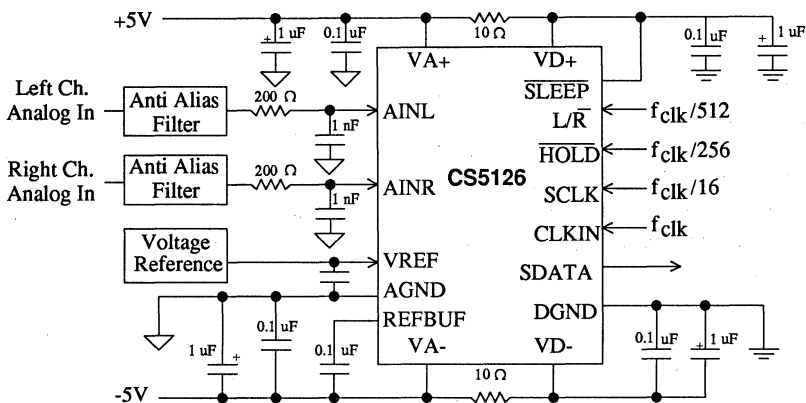 +5V
10 Ω
1 uF
0.1 uF
0.1 uF
1 uF
+
+
VA+
VD+
Left Ch.
Analog In
Anti Alias
Filter
200 Ω
AINL
1 nF
SLEEP
L/R
fclk/512
HOLD
fclk/256
Right Ch.
Analog In
Anti Alias
Filter
200 Ω
AINR
1 nF
CS5126
SCLK
fclk/16
CLKIN
fclk
Voltage
Reference
VREF
SDATA
AGND
DGND
REFBUF
1 uF
+
0.1 uF
0.1 uF
VA-
VD-
0.1 uF
+
1 uF
10 Ω
-5V